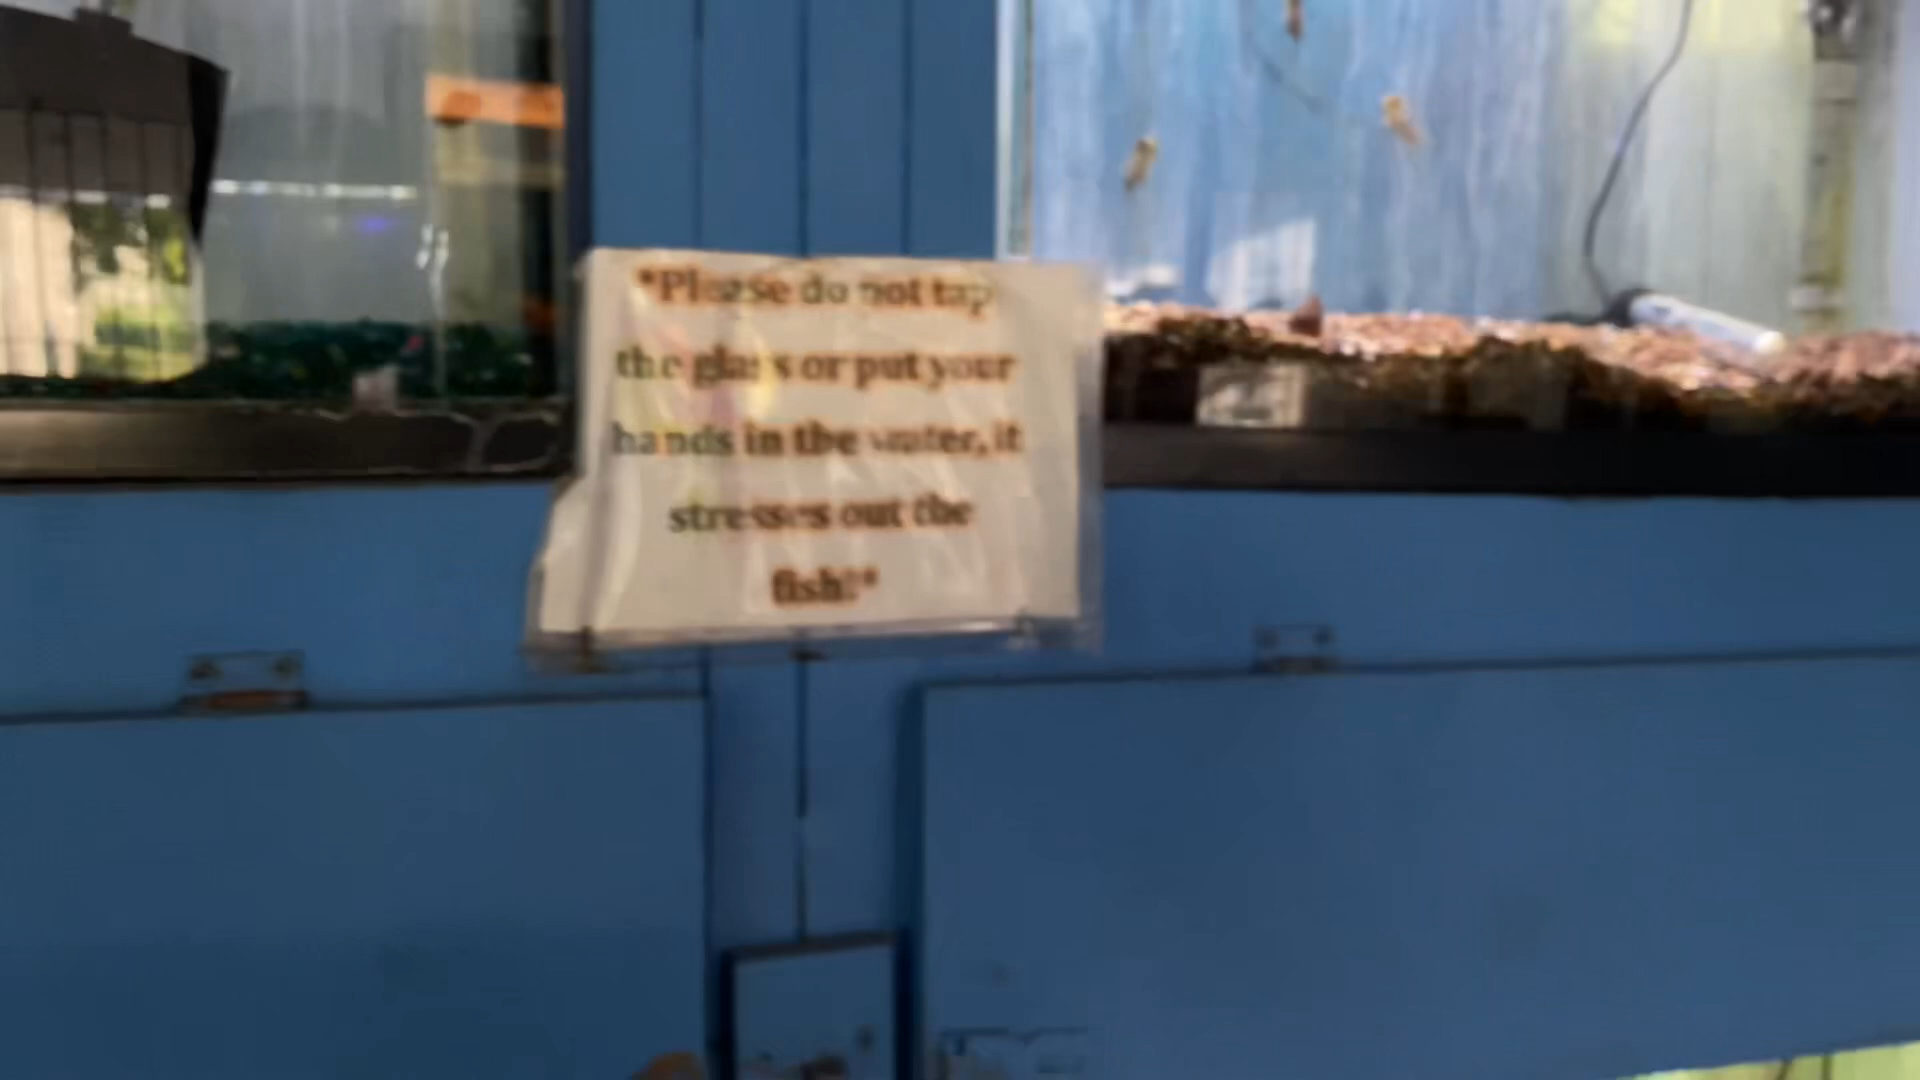 *Please do not tap
the glass or put your
hands in the water, it
stresses out the
fish!*